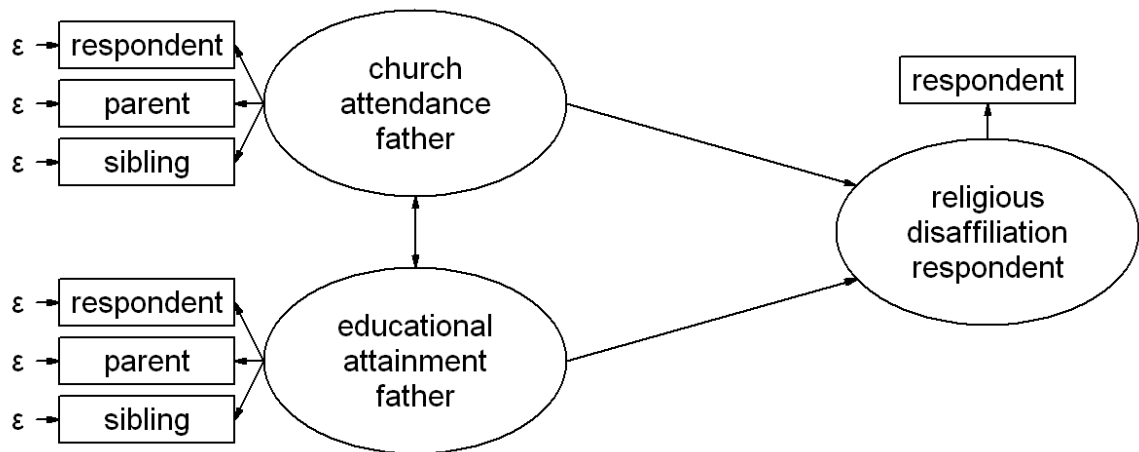 ε respondent
ε parent
ε sibling
church
attendance
father
ε respondent
ε parent
ε sibling
educational
attainment
father
respondent
religious
disaffiliation
respondent